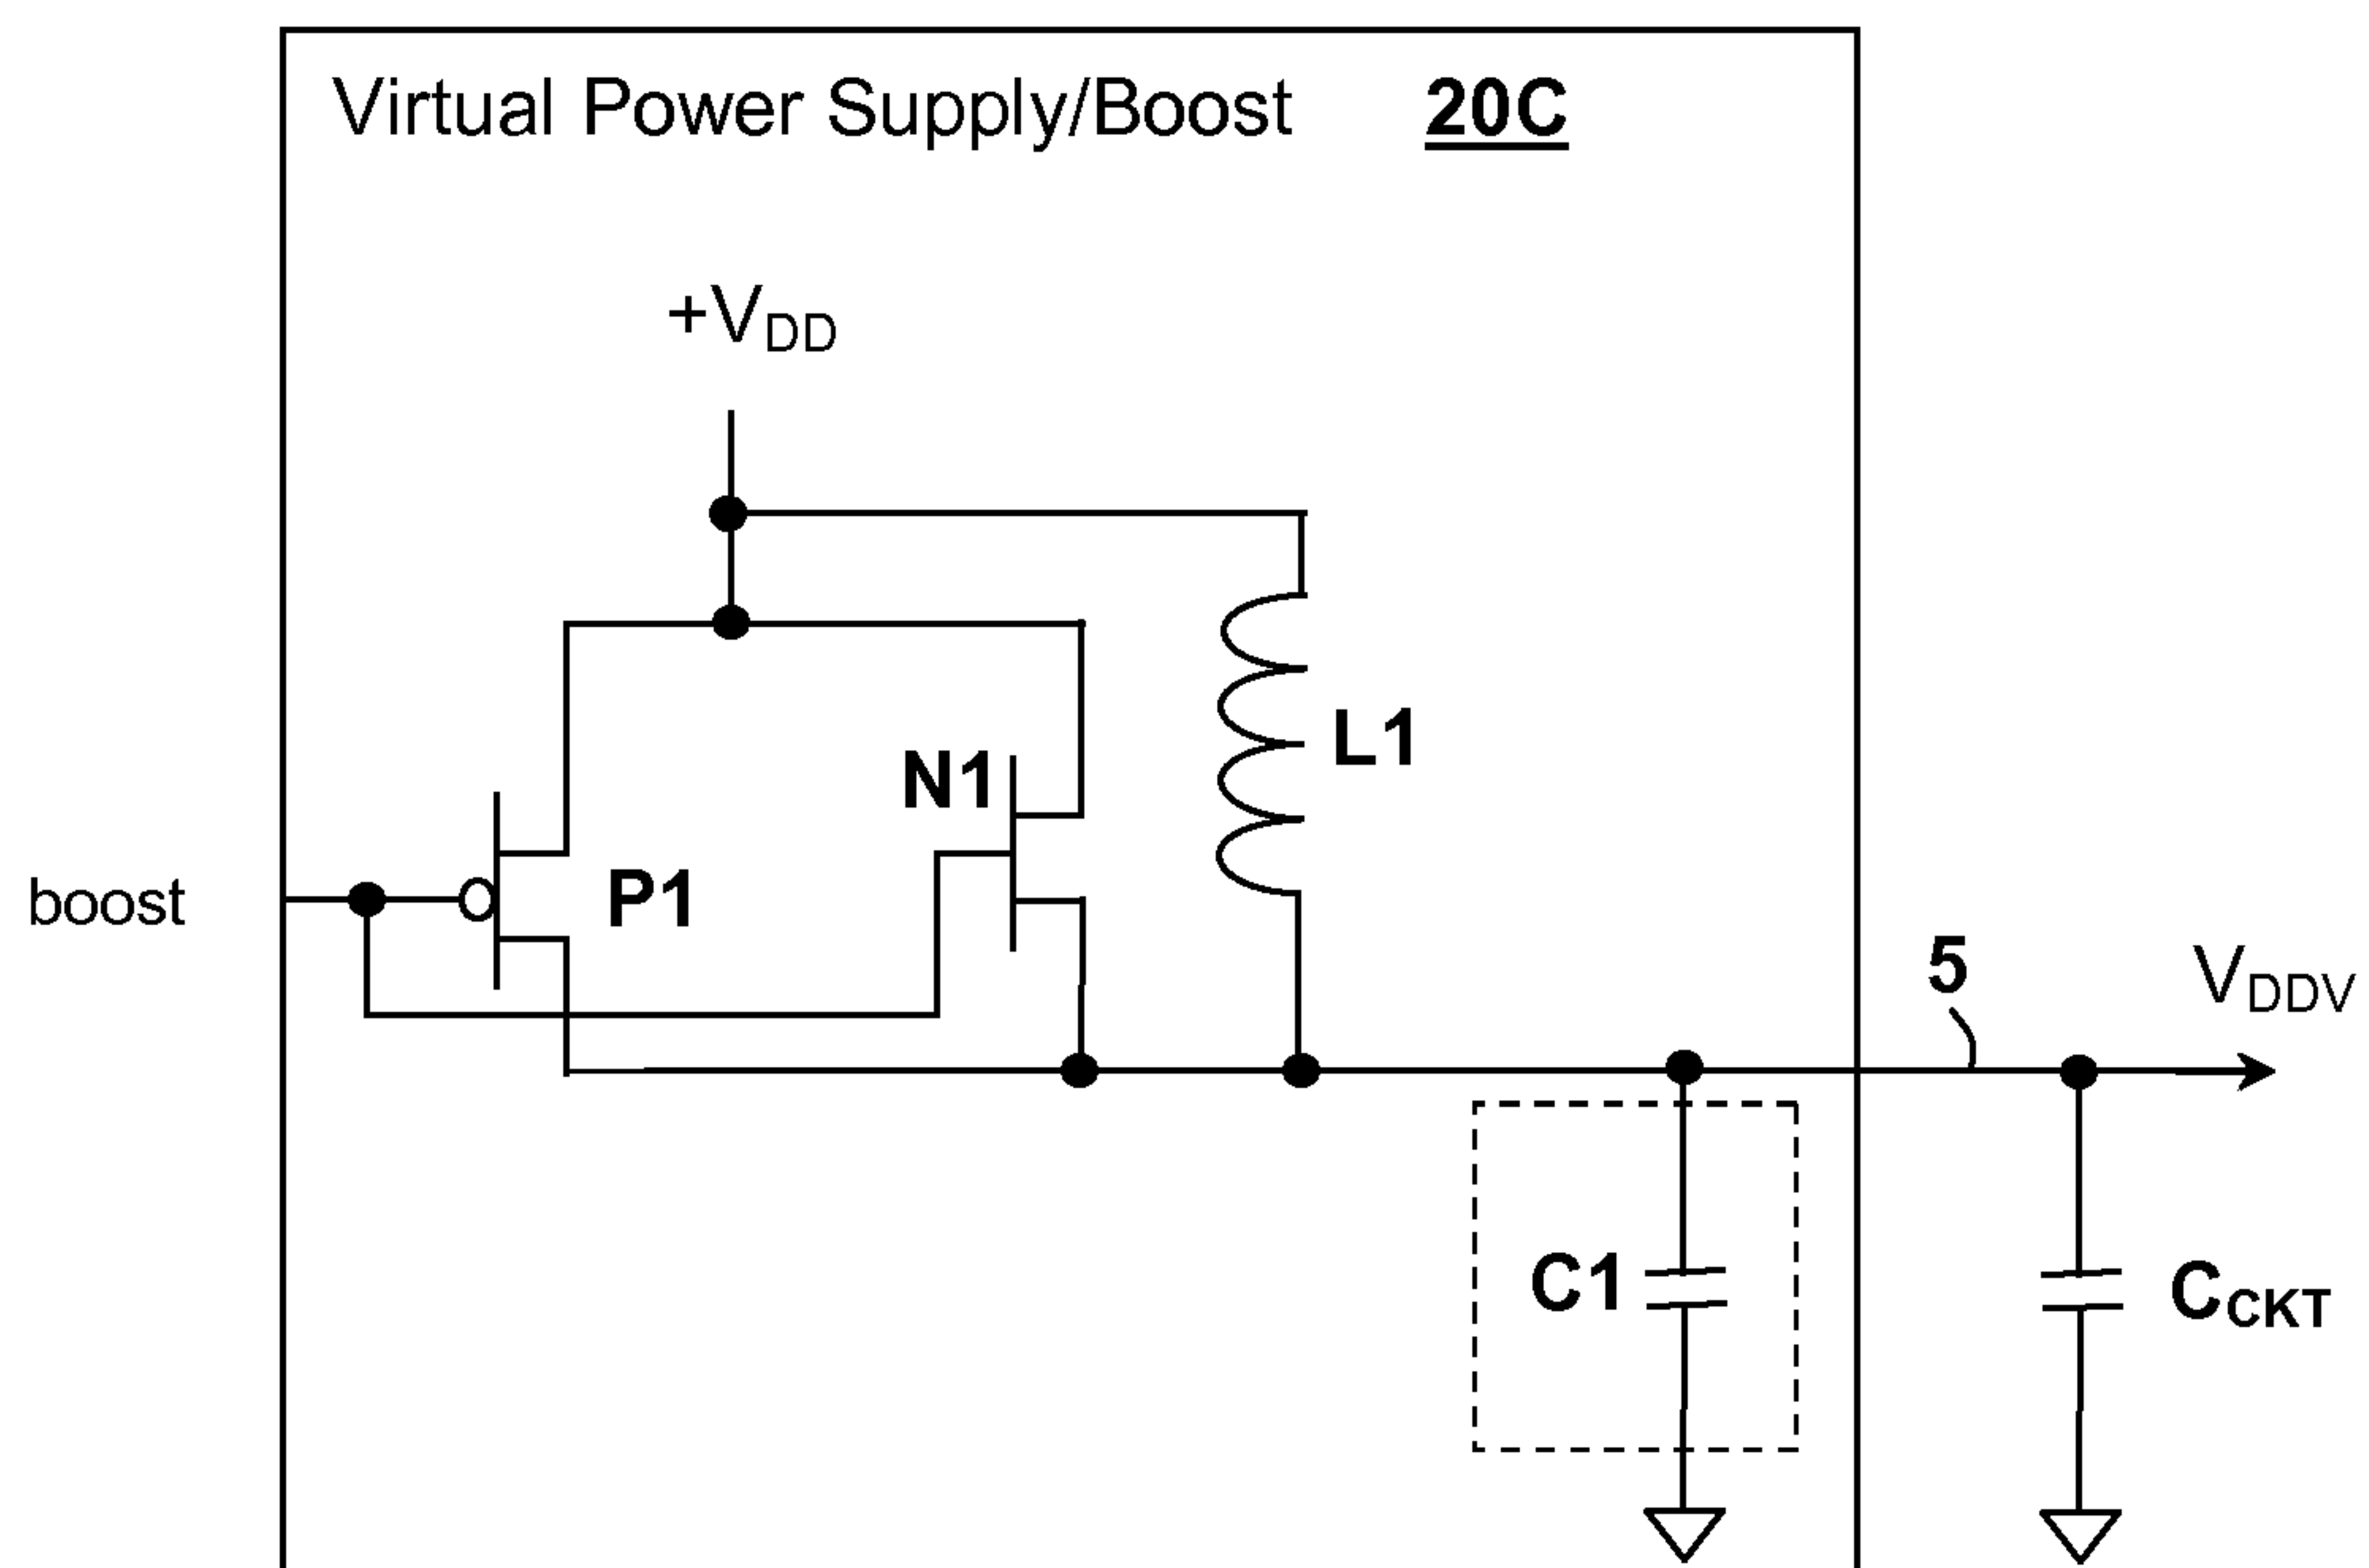 Virtual Power Supply/Boost 20C
+VDD
N1
L1
boost
P1
5
VDDV
C1
CCKT